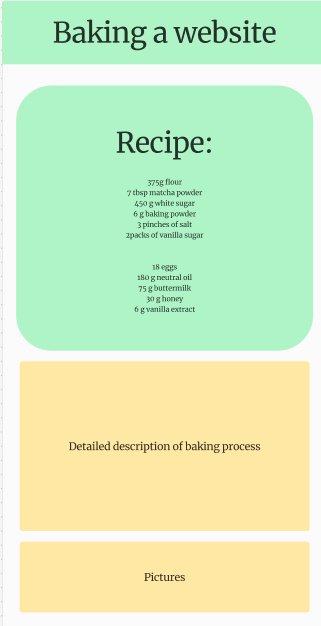 Baking a website
Recipe:
375g flour
7 tbsp matcha powder
450 g white sugar
6 g baking powder
3 pinches of salt
2packs of vanilla sugar
18 eggs
180 g neutral oil
75 g buttermilk
30 g honey
6 g vanilla extract
Detailed description of baking process
Pictures